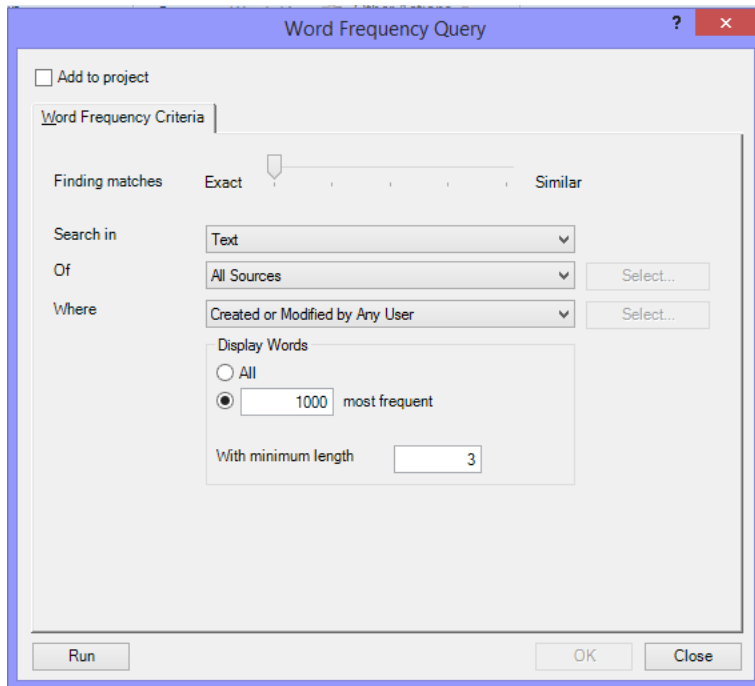 Word Frequency Query
?
Add to project
Word Frequency Criteria
Finding matches Exact Similar
Search in Text
Of All Sources Select...
Where Created or Modified by Any User Select...
Display Words
All
1000 most frequent
With minimum length 3
Run OK Close